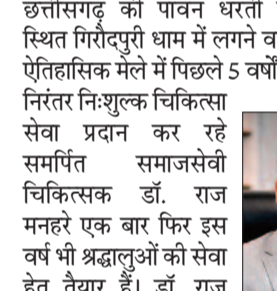 छत्तीसगढ़ की पावन धरती
स्थित गिरौदपुरी धाम में लगने व
ऐतिहासिक मेले में पिछले 5 वर्षों
निरंतर निःशुल्क चिकित्सा
सेवा प्रदान कर रहे
समर्पित समाजसेवी
चिकित्सक डॉ. राज
मनहरे एक बार फिर इस
वर्ष भी श्रद्धालुओं की सेवा
हेतु तैयार हैं। डॉ. राज